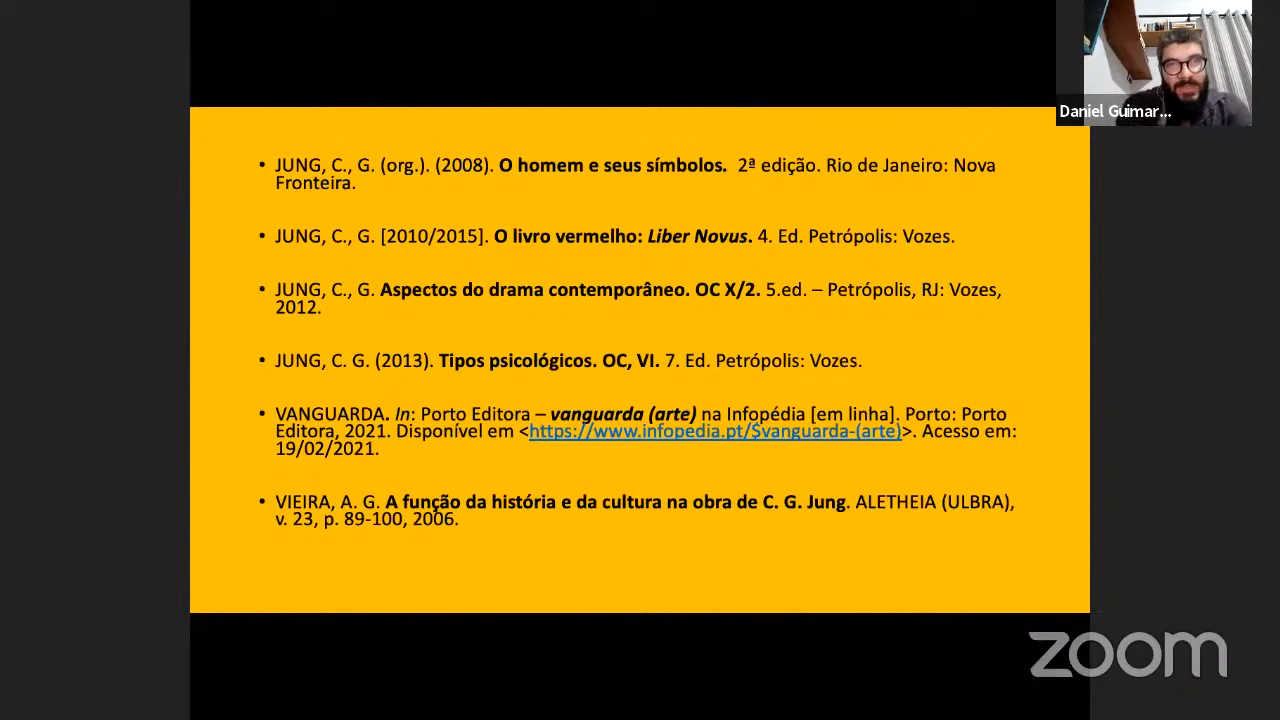 Daniel Guimar...
• JUNG, C., G. (org.). (2008). O homem e seus símbolos. 2ª edição. Rio de Janeiro: Nova
Fronteira.
• JUNG, C., G. [2010/2015]. O livro vermelho: Liber Novus. 4. Ed. Petrópolis: Vozes.
• JUNG, C., G. Aspectos do drama contemporâneo. OC X/2. 5.ed. – Petrópolis, RJ: Vozes,
2012.
• JUNG, C. G. (2013). Tipos psicológicos. OC, VI. 7. Ed. Petrópolis: Vozes.
• VANGUARDA. In: Porto Editora – vanguarda (arte) na Infopédia [em linha]. Porto: Porto
Editora, 2021. Disponível em <https://www.infopedia.pt/$vanguarda-(arte)>. Acesso em:
19/02/2021.
• VIEIRA, A. G. A função da história e da cultura na obra de C. G. Jung. ALETHEIA (ULBRA),
v. 23, p. 89-100, 2006.
zoom